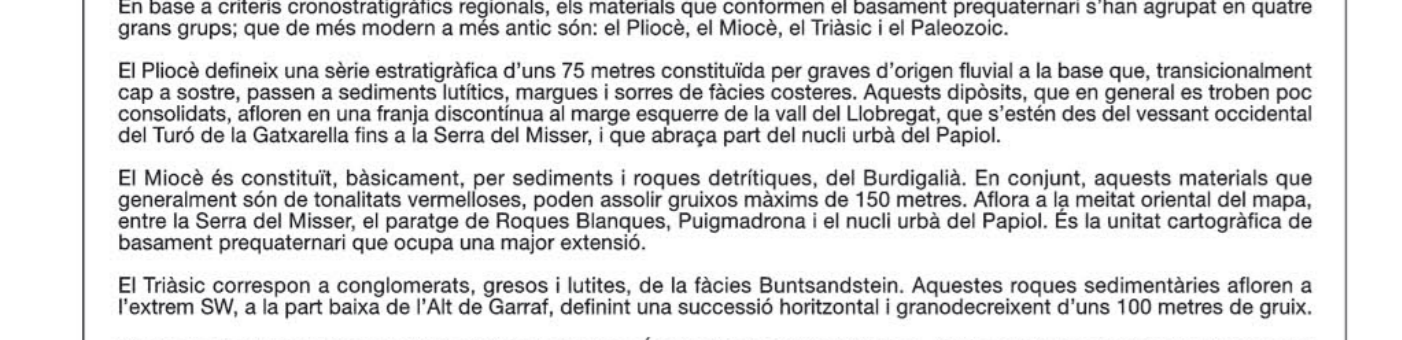 En base a criteris cronostratigràfics regionals, els materials que conformen el basament prequaternari s'han agrupat en quatre
grans grups; que de més modern a més antic són: el Pliocè, el Miocè, el Triàsic i el Paleozoic.
El Pliocè defineix una sèrie estratigràfica d'uns 75 metres constituïda per graves d'origen fluvial a la base que, transicionalment
cap a sostre, passen a sediments lutítics, margues i sorres de fàcies costeres. Aquests dipòsits, que en general es troben poc
consolidats, afloren en una franja discontínua al marge esquerre de la vall del Llobregat, que s'estén des del vessant occidental
del Turó de la Gatxarella fins a la Serra del Misser, i que abraça part del nucli urbà del Papiol.
El Miocè és constituït, bàsicament, per sediments i roques detrítiques, del Burdigalià. En conjunt, aquests materials que
generalment són de tonalitats vermelloses, poden assolir gruixos màxims de 150 metres. Aflora a la meitat oriental del mapa,
entre la Serra del Misser, el paratge de Roques Blanques, Puigmadrona i el nucli urbà del Papiol. És la unitat cartogràfica de
basament prequaternari que ocupa una major extensió.
El Triàsic correspon a conglomerats, gresos i lutites, de la fàcies Buntsandstein. Aquestes roques sedimentàries afloren a
l'extrem SW, a la part baixa de l'Alt de Garraf, definint una successió horitzontal i granodecreixent d'uns 100 metres de gruix.